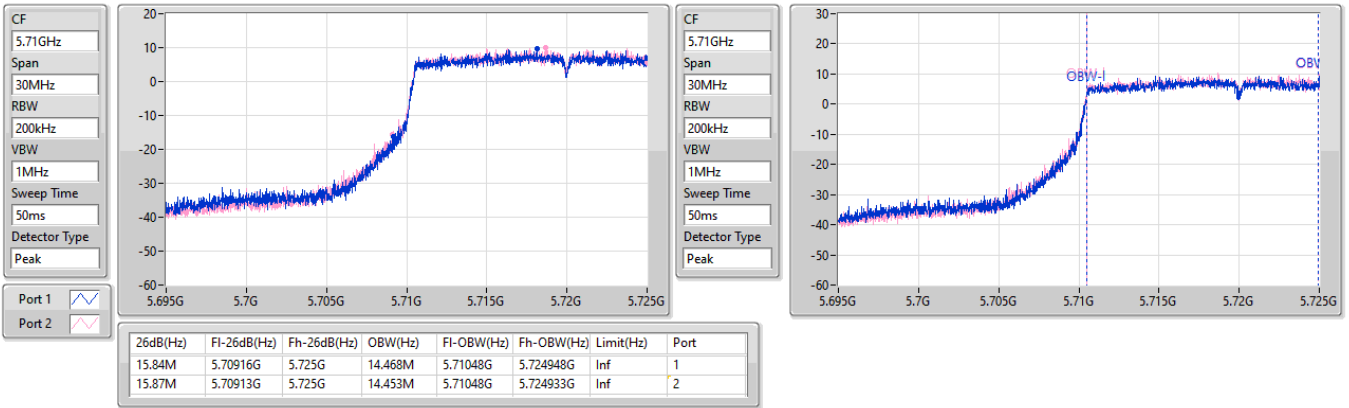 CF
5.71GHz
Span
30MHz
RBW
200kHz
VBW
1MHz
Sweep Time
50ms
Detector Type
Peak
Port 1
Port 2
20
10
0
-10
-20
-30
-40
-50
-60
5.695G 5.7G 5.705G 5.71G 5.715G 5.72G 5.725G
CF
5.71GHz
Span
30MHz
RBW
200kHz
VBW
1MHz
Sweep Time
50ms
Detector Type
Peak
30
20
10
0
-10
-20
-30
-40
-50
-60
OBW-l
OBW
5.695G 5.7G 5.705G 5.71G 5.715G 5.72G 5.725G
26dB(Hz) Fl-26dB(Hz) Fh-26dB(Hz) OBW(Hz) Fl-OBW(Hz) Fh-OBW(Hz) Limit(Hz) Port
15.84M 5.70916G 5.725G 14.468M 5.71048G 5.724948G Inf 1
15.87M 5.70913G 5.725G 14.453M 5.71048G 5.724933G Inf 2